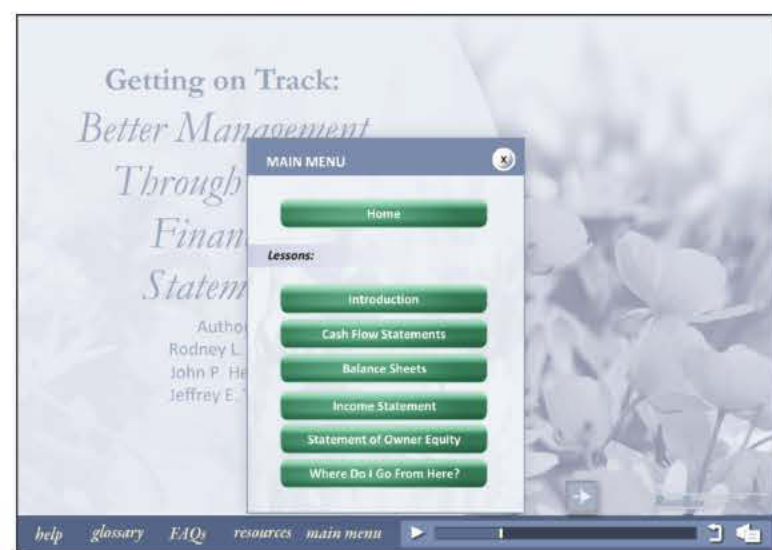 Getting on Track:
Better Management
Through
Finan
Statem
Autho
Rodney L.
John P. He
Jeffrey E.
MAIN MENU
x
Home
Lessons:
Introduction
Cash Flow Statements
Balance Sheets
Income Statement
Statement of Owner Equity
Where Do I Go From Here?
help glossary FAQs resources main menu